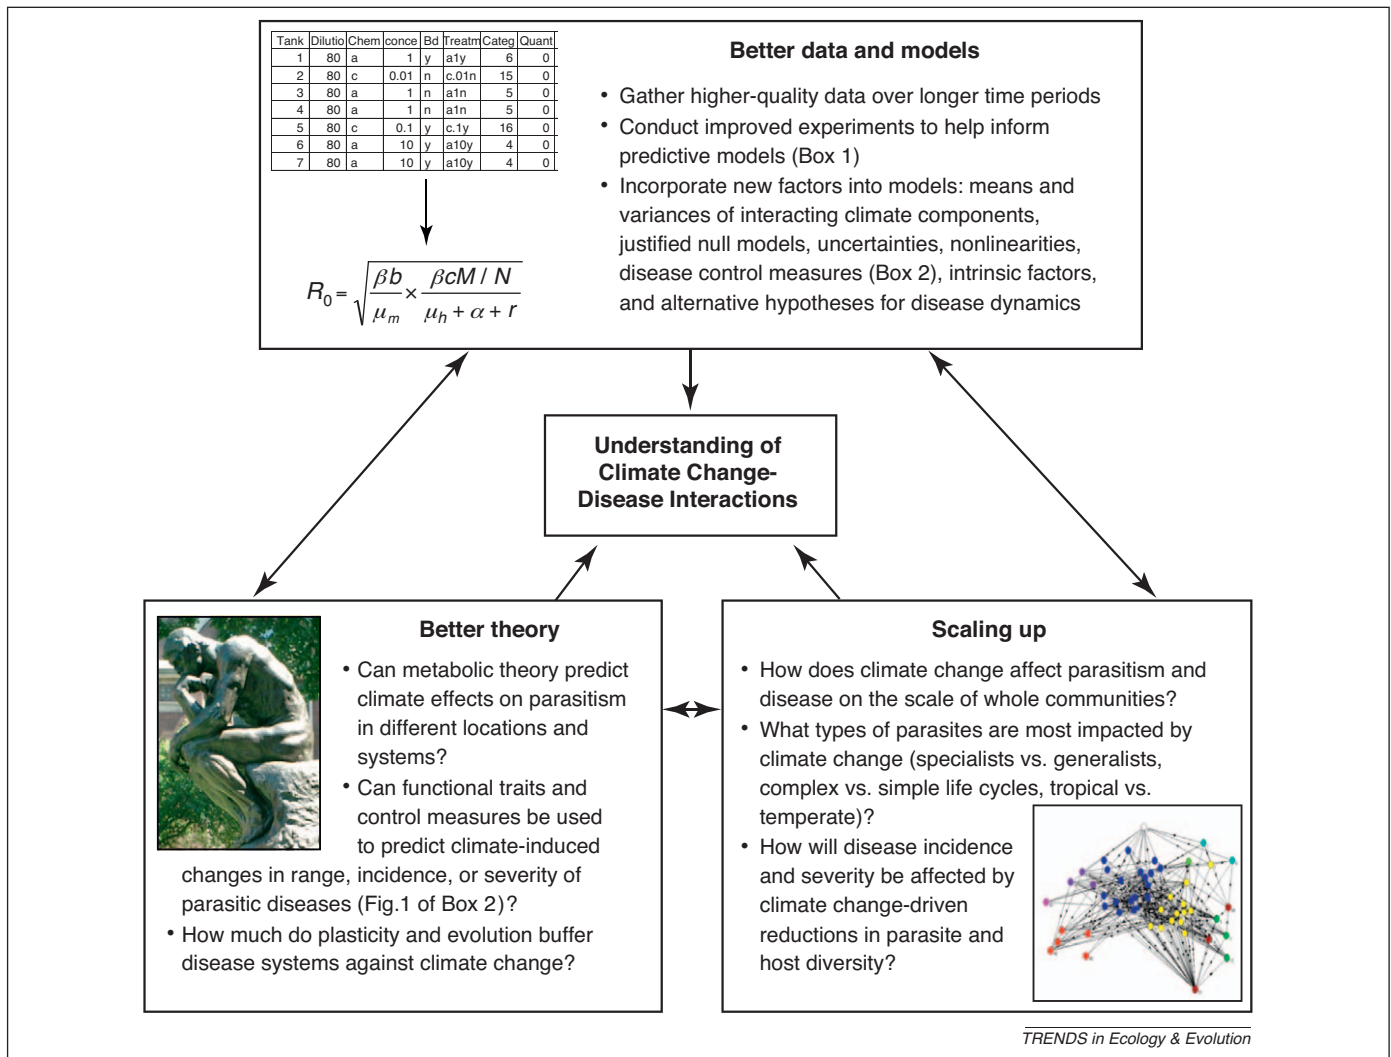 Tank Dilutio Chem conce Bd Treatm Categ Quant
1 80 a 1 y a1y 6 0
2 80 c 0.01 n c.01n 15 0
3 80 a 1 n a1n 5 0
4 80 a 1 n a1n 5 0
5 80 c 0.1 y c.1y 16 0
6 80 a 10 y a10y 4 0
7 80 a 10 y a10y 4 0
R0 = √(βb/μm × (βcM / N)/(μh + α + r))
Better data and models
• Gather higher-quality data over longer time periods
• Conduct improved experiments to help inform
predictive models (Box 1)
• Incorporate new factors into models: means and
variances of interacting climate components,
justified null models, uncertainties, nonlinearities,
disease control measures (Box 2), intrinsic factors,
and alternative hypotheses for disease dynamics
Understanding of
Climate Change-
Disease Interactions
Better theory
• Can metabolic theory predict
climate effects on parasitism
in different locations and
systems?
• Can functional traits and
control measures be used
to predict climate-induced
changes in range, incidence, or severity of
parasitic diseases (Fig.1 of Box 2)?
• How much do plasticity and evolution buffer
disease systems against climate change?
Scaling up
• How does climate change affect parasitism and
disease on the scale of whole communities?
• What types of parasites are most impacted by
climate change (specialists vs. generalists,
complex vs. simple life cycles, tropical vs.
temperate)?
• How will disease incidence
and severity be affected by
climate change-driven
reductions in parasite and
host diversity?
TRENDS in Ecology & Evolution